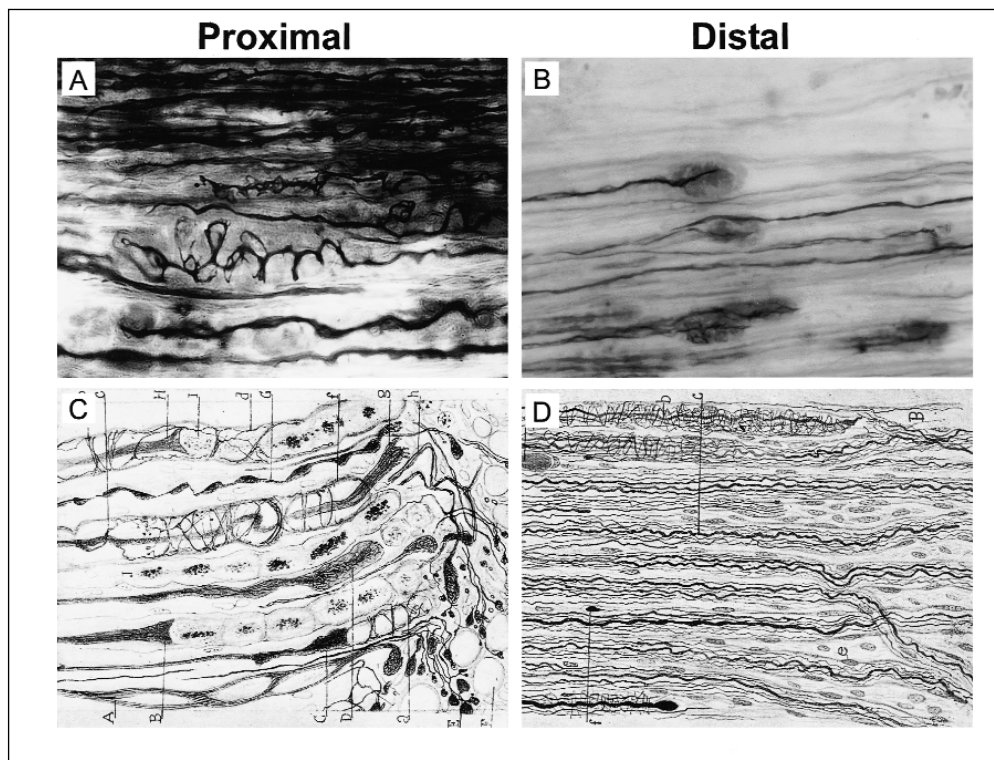 Proximal Distal
A B
C c H J d G f g h D D c B
J e
A B C D f